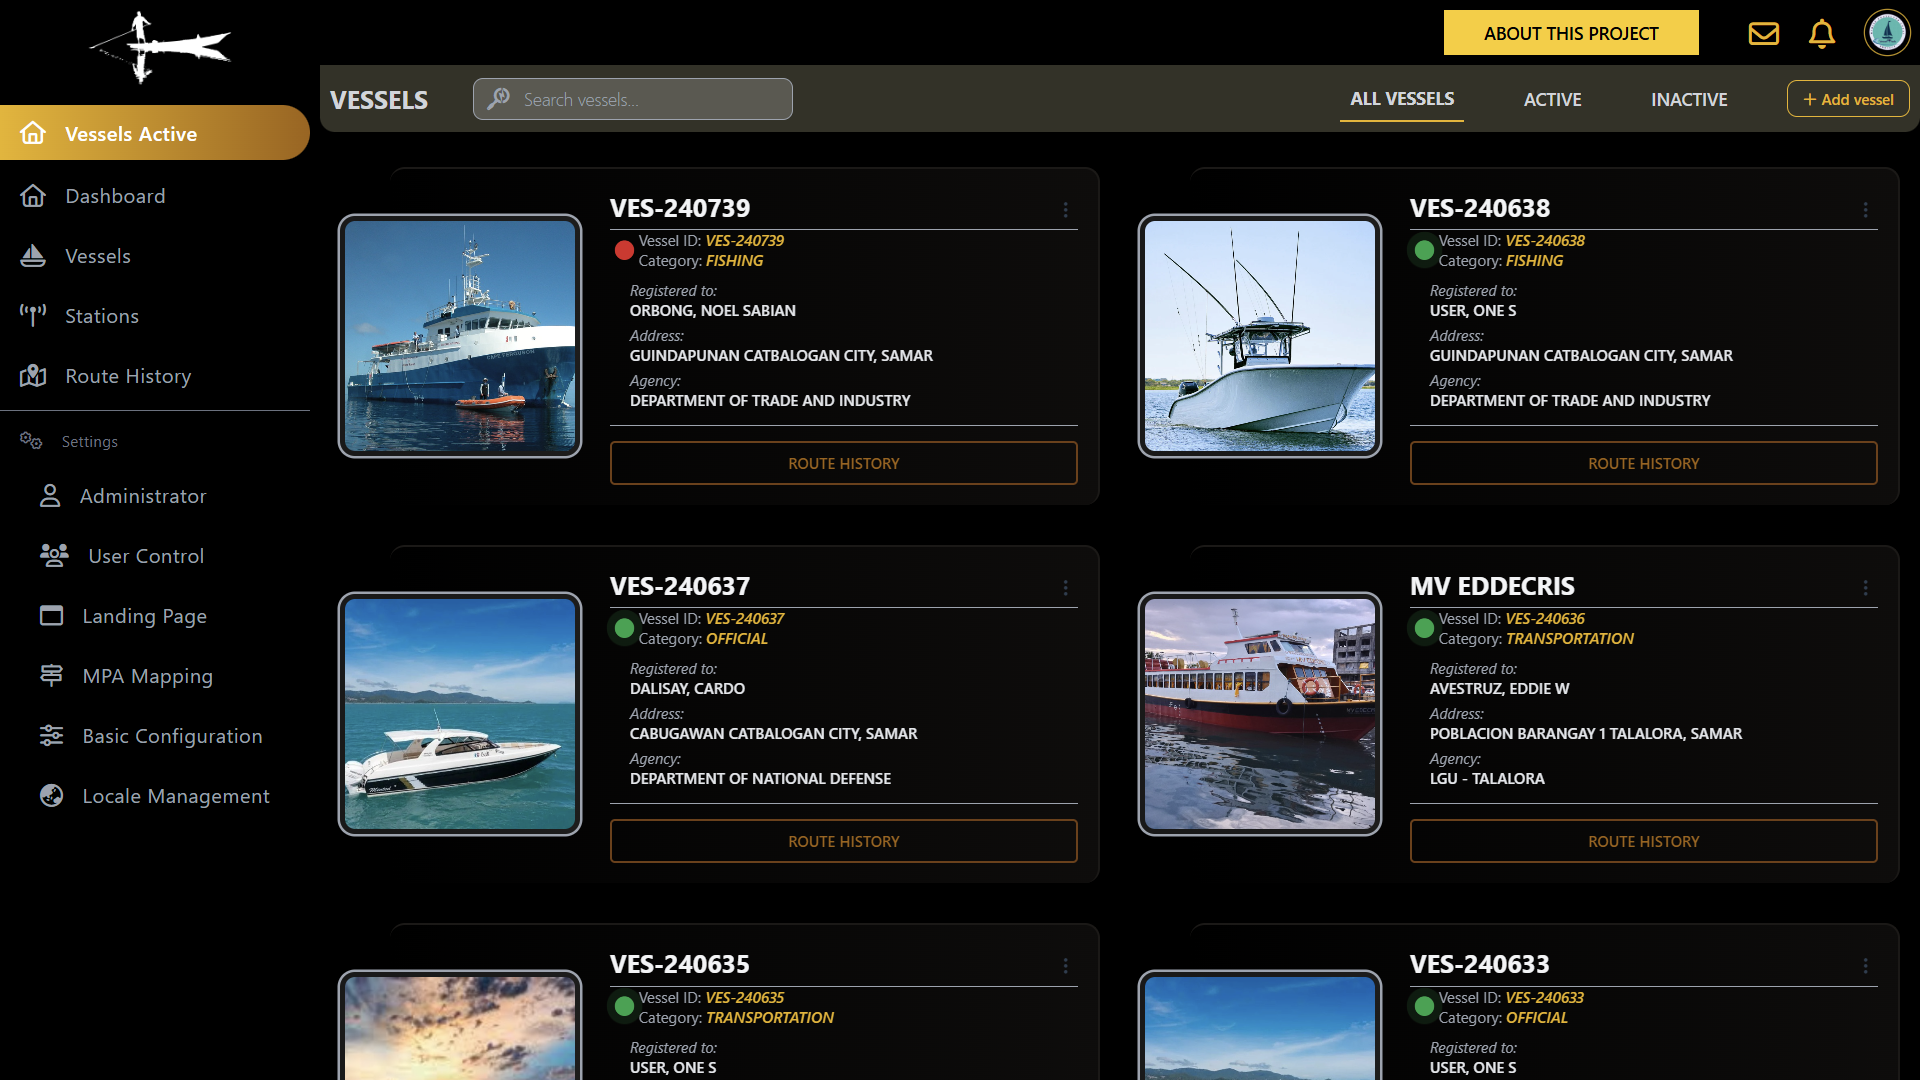 ABOUT THIS PROJECT
VESSELS
Search vessels...
ALL VESSELS
ACTIVE
INACTIVE
+ Add vessel
Vessels Active
Dashboard
Vessels
Stations
Route History
Settings
Administrator
User Control
Landing Page
MPA Mapping
Basic Configuration
Locale Management
VES-240739
Vessel ID: VES-240739
Category: FISHING
Registered to:
ORBONG, NOEL SABIAN
Address:
GUINDAPUNAN CATBALOGAN CITY, SAMAR
Agency:
DEPARTMENT OF TRADE AND INDUSTRY
ROUTE HISTORY
VES-240638
Vessel ID: VES-240638
Category: FISHING
Registered to:
USER, ONE S
Address:
GUINDAPUNAN CATBALOGAN CITY, SAMAR
Agency:
DEPARTMENT OF TRADE AND INDUSTRY
ROUTE HISTORY
VES-240637
Vessel ID: VES-240637
Category: OFFICIAL
Registered to:
DALISAY, CARDO
Address:
CABUGAWAN CATBALOGAN CITY, SAMAR
Agency:
DEPARTMENT OF NATIONAL DEFENSE
ROUTE HISTORY
MV EDDECRIS
Vessel ID: VES-240636
Category: TRANSPORTATION
Registered to:
AVESTRUZ, EDDIE W
Address:
POBLACION BARANGAY 1 TALALORA, SAMAR
Agency:
LGU - TALALORA
ROUTE HISTORY
VES-240635
Vessel ID: VES-240635
Category: TRANSPORTATION
Registered to:
USER, ONE S
VES-240633
Vessel ID: VES-240633
Category: OFFICIAL
Registered to:
USER, ONE S